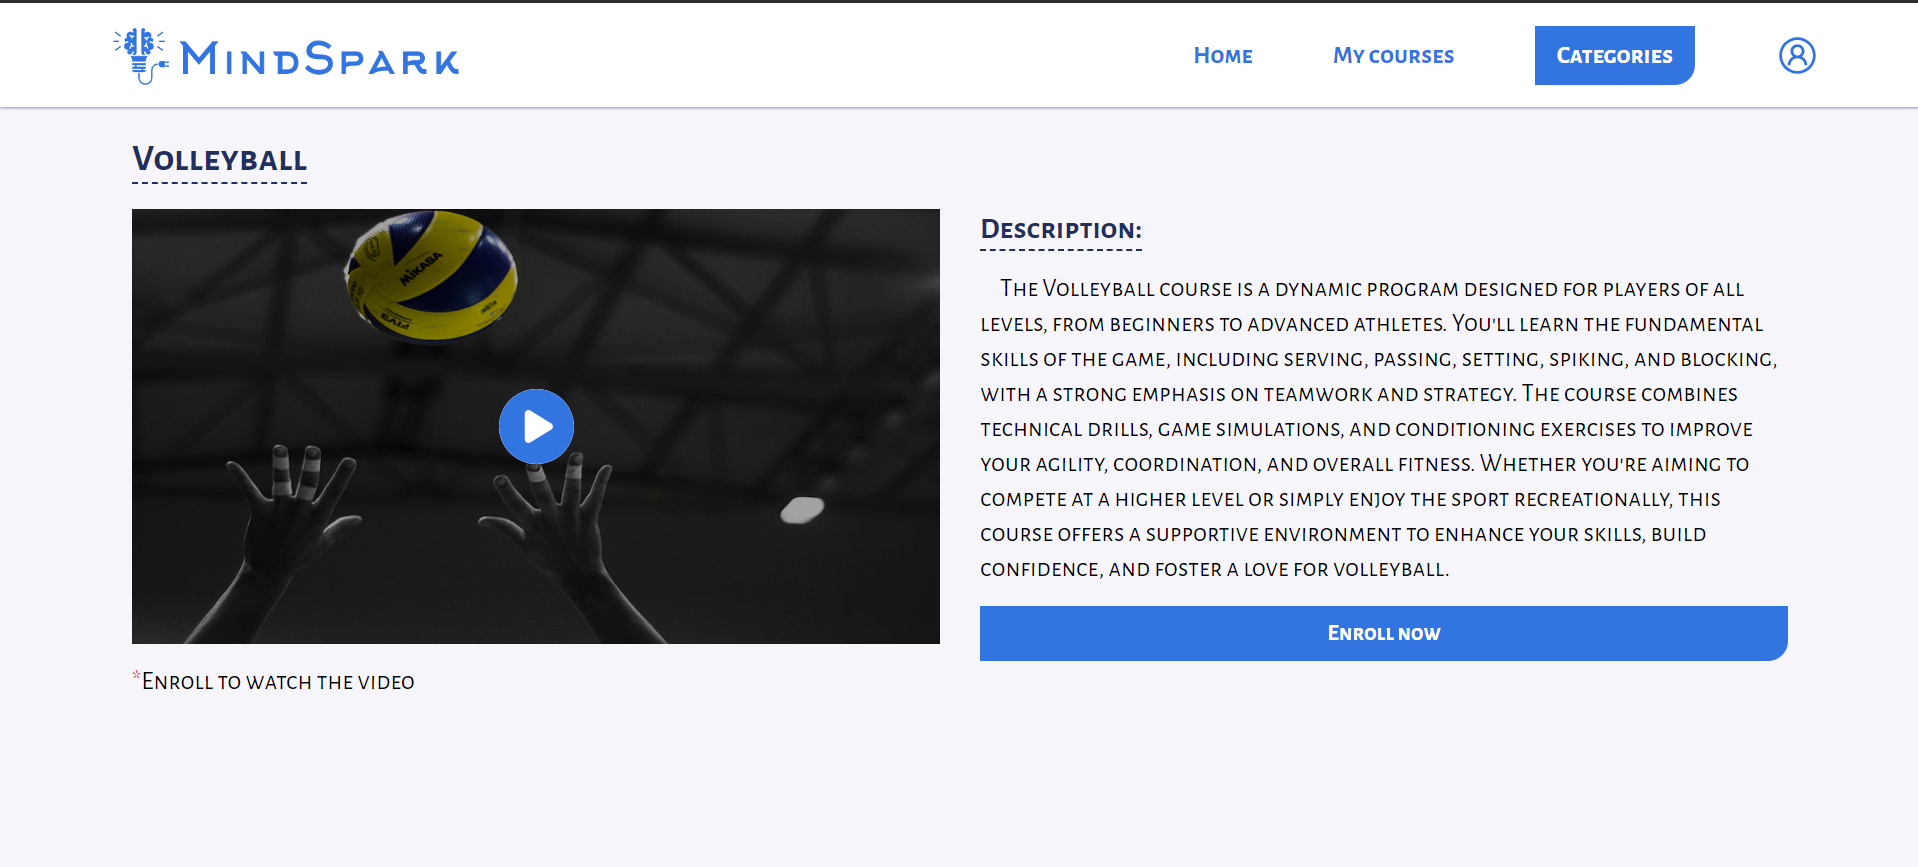 MindSpark
Home
My courses
Categories
Volleyball
MIKASA
FIVB
Description:
The Volleyball course is a dynamic program designed for players of all
levels, from beginners to advanced athletes. You'll learn the fundamental
skills of the game, including serving, passing, setting, spiking, and blocking,
with a strong emphasis on teamwork and strategy. The course combines
technical drills, game simulations, and conditioning exercises to improve
your agility, coordination, and overall fitness. Whether you're aiming to
compete at a higher level or simply enjoy the sport recreationally, this
course offers a supportive environment to enhance your skills, build
confidence, and foster a love for volleyball.
Enroll now
*Enroll to watch the video